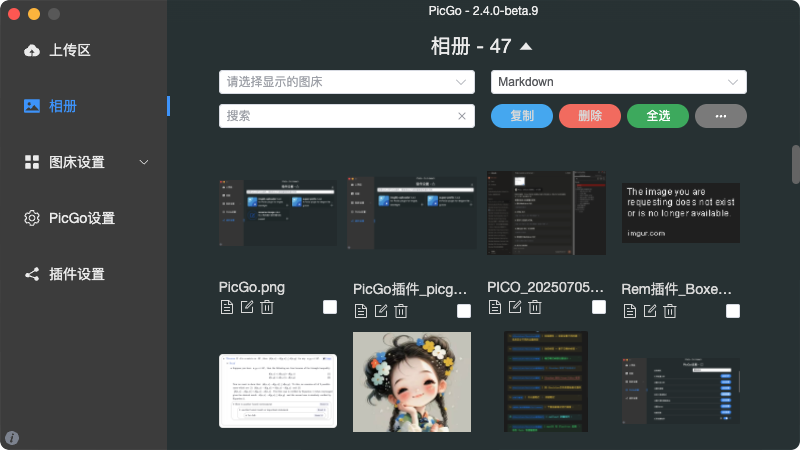 PicGo - 2.4.0-beta.9
上传区
相册
图床设置
PicGo设置
插件设置
相册 - 47
请选择显示的图床
Markdown
搜索
复制
删除
全选
The image you are
requesting does not exist
or is no longer available.
imgur.com
PicGo.png
PicGo插件_picg...
PICO_20250705...
Rem插件_Boxe...